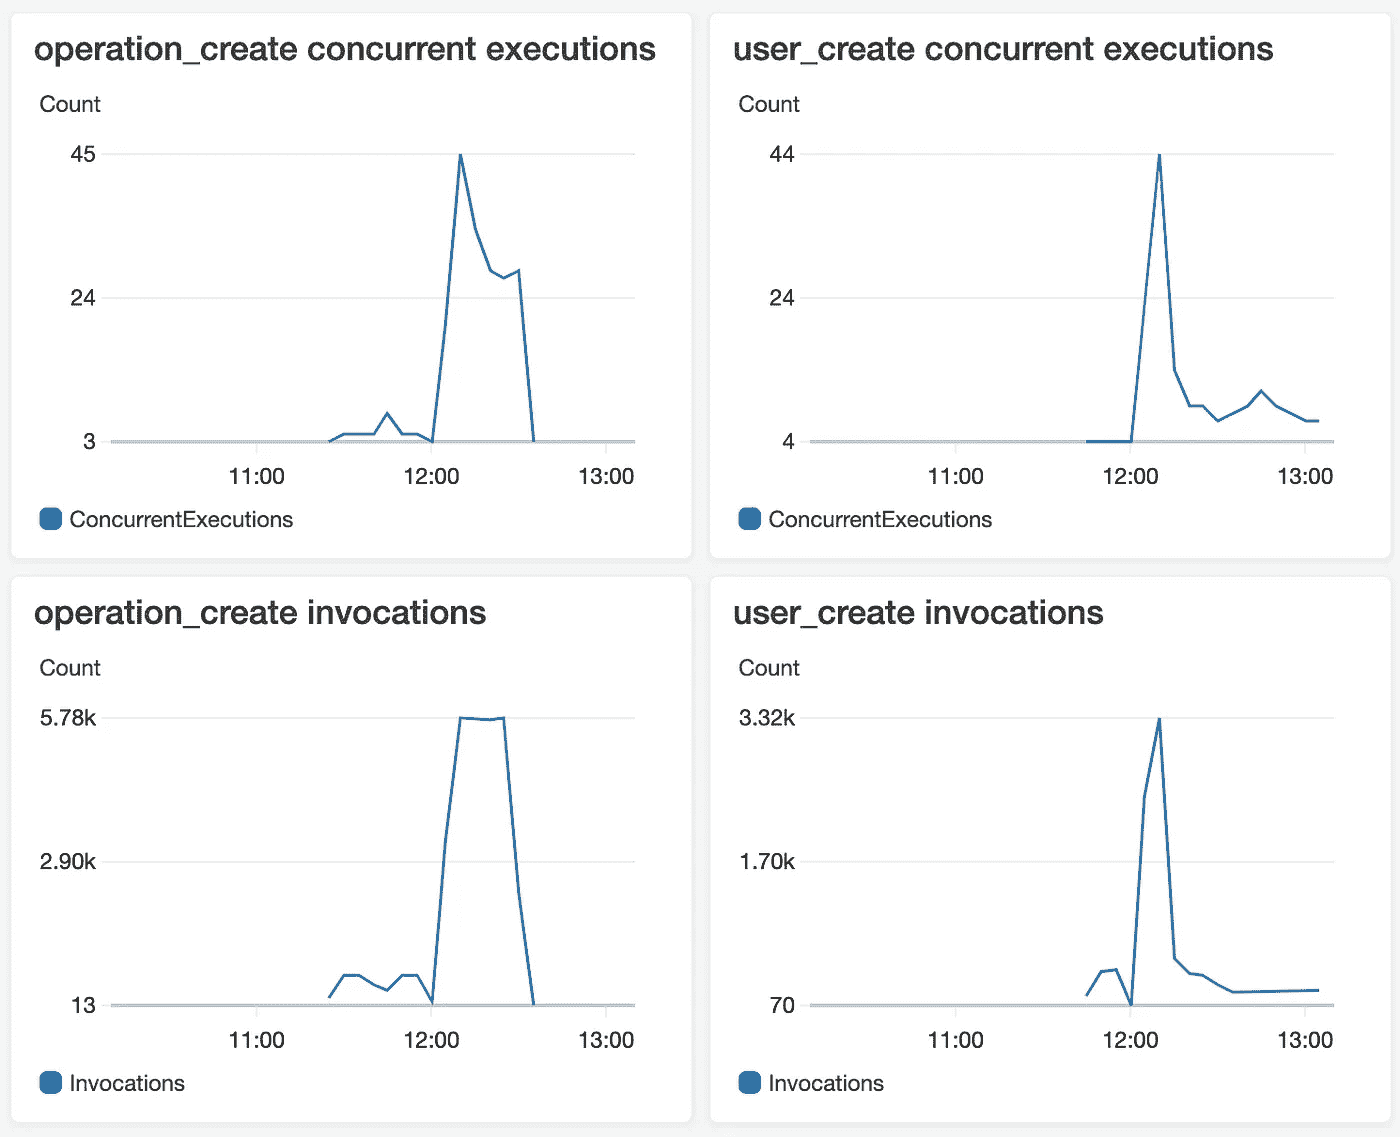 operation_create concurrent executions
Count
45
24
3
11:00 12:00 13:00
ConcurrentExecutions
user_create concurrent executions
Count
44
24
4
11:00 12:00 13:00
ConcurrentExecutions
operation_create invocations
Count
5.78k
2.90k
13
11:00 12:00 13:00
Invocations
user_create invocations
Count
3.32k
1.70k
70
11:00 12:00 13:00
Invocations